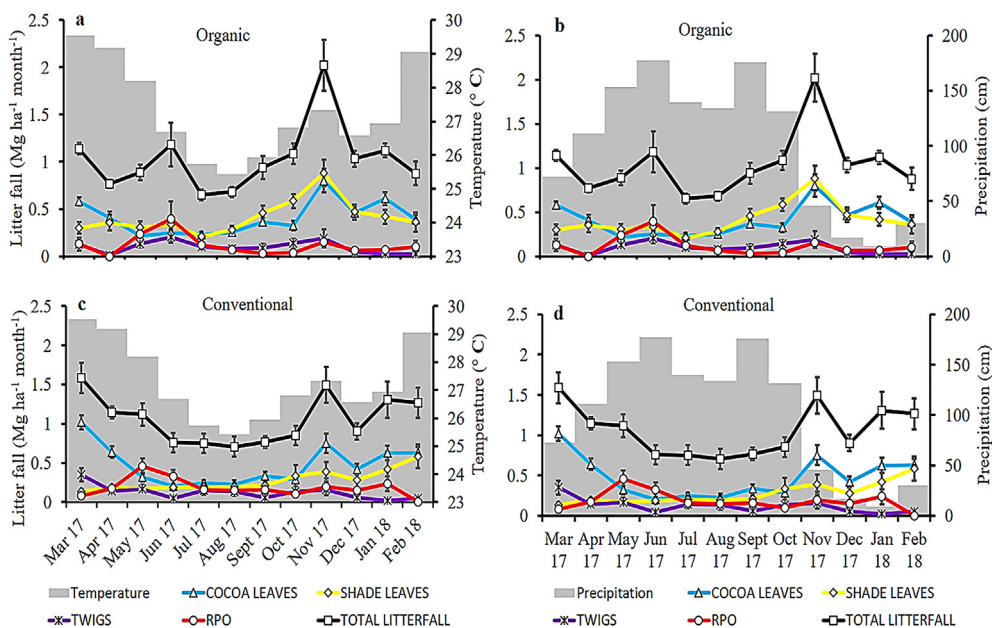 a
Organic
2.5
2
1.5
1
0.5
0
Litter fall (Mg ha-1 month-1)
30
29
28
27
26
25
24
23
Temperature (° C)
b
Organic
2.5
2
1.5
1
0.5
0
200
150
100
50
0
Precipitation (cm)
c
Conventional
2.5
2
1.5
1
0.5
0
Litter fall (Mg ha-1 month-1)
30
29
28
27
26
25
24
23
Temperature (° C)
Mar 17
Apr 17
May 17
Jun 17
Jul 17
Aug 17
Sept 17
Oct 17
Nov 17
Dec 17
Jan 18
Feb 18
d
Conventional
2.5
2
1.5
1
0.5
0
200
150
100
50
0
Precipitation (cm)
Mar Apr May Jun Jul Aug Sept Oct Nov Dec Jan Feb
17 17 17 17 17 17 17 17 17 17 18 18
Temperature COCOA LEAVES SHADE LEAVES
TWIGS RPO TOTAL LITTERFALL
Precipitation COCOA LEAVES SHADE LEAVES
TWIGS RPO TOTAL LITTERFALL